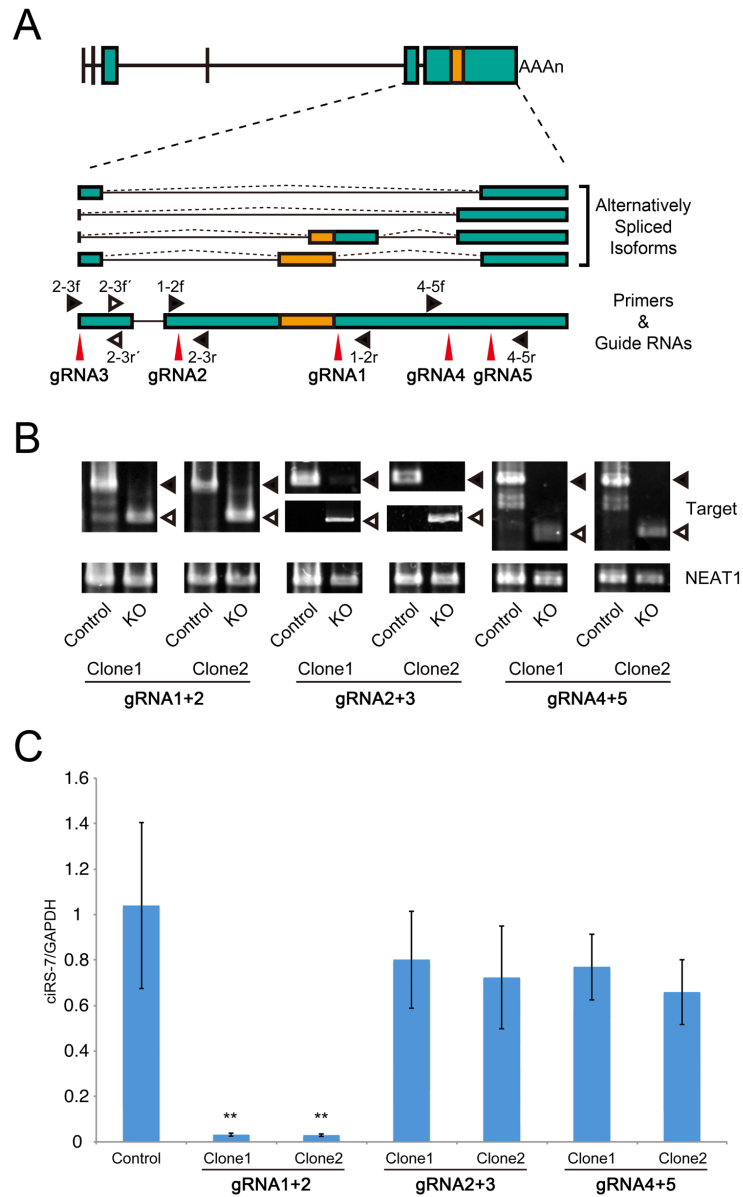 A
AAAn
Alternatively
Spliced
Isoforms
2-3f
2-3f´
1-2f
4-5f
Primers
&
Guide RNAs
2-3r´
2-3r
1-2r
4-5r
gRNA3
gRNA2
gRNA1
gRNA4
gRNA5
B
Target
NEAT1
Control
KO
Control
KO
Control
KO
Control
KO
Control
KO
Control
KO
Clone1
Clone2
Clone1
Clone2
Clone1
Clone2
gRNA1+2
gRNA2+3
gRNA4+5
C
ciRS-7/GAPDH
1.6
1.4
1.2
1
0.8
0.6
0.4
0.2
0
**
**
Control
Clone1
Clone2
Clone1
Clone2
Clone1
Clone2
gRNA1+2
gRNA2+3
gRNA4+5